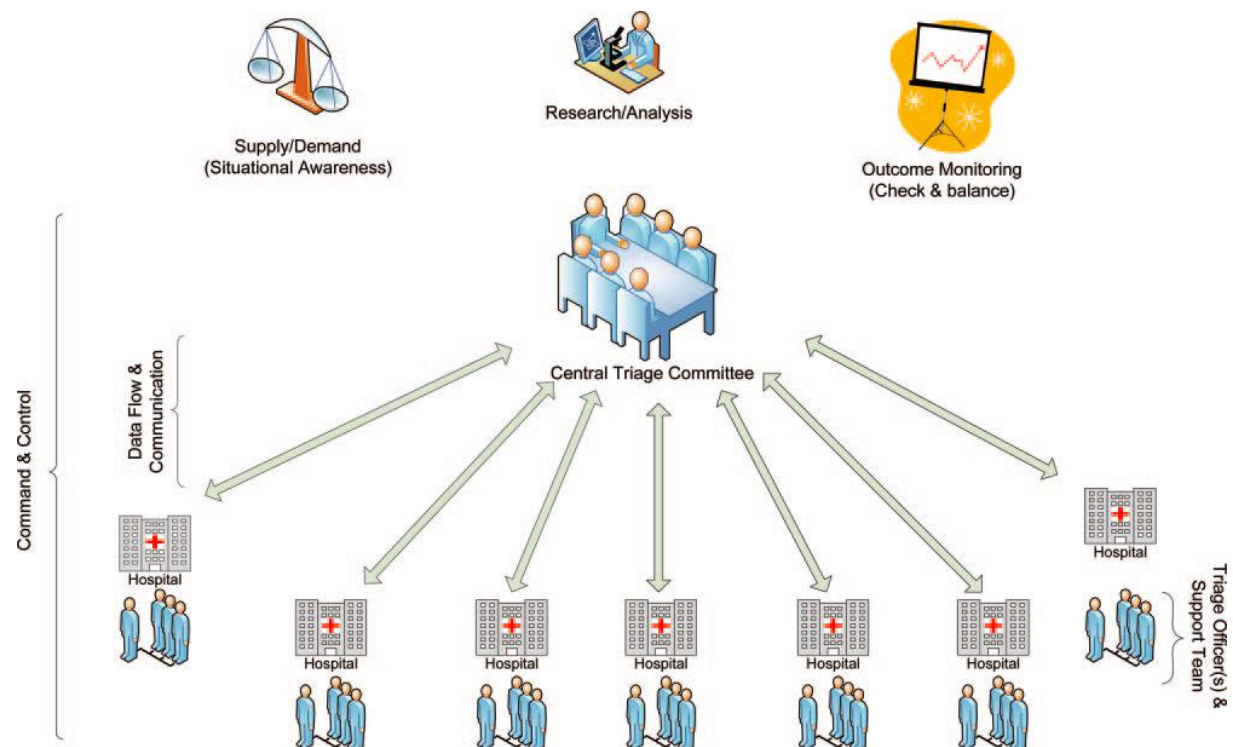 Research/Analysis
Supply/Demand
(Situational Awareness)
Outcome Monitoring
(Check & balance)
Command & Control
Data Flow &
Communication
Central Triage Committee
Hospital
Hospital
Hospital
Hospital
Hospital
Hospital
Hospital
Triage Officer(s) &
Support Team